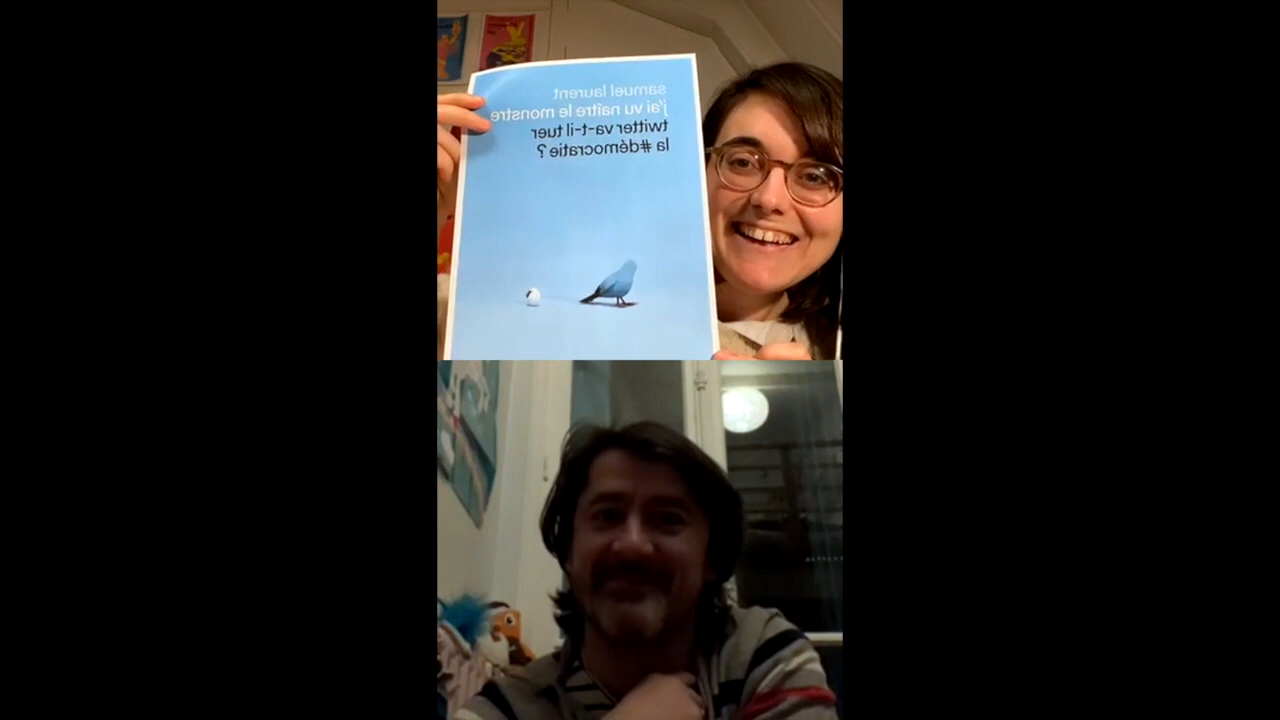 samuel laurent
j'ai vu naître le monstre
twitter va-t-il tuer
la #démocratie ?